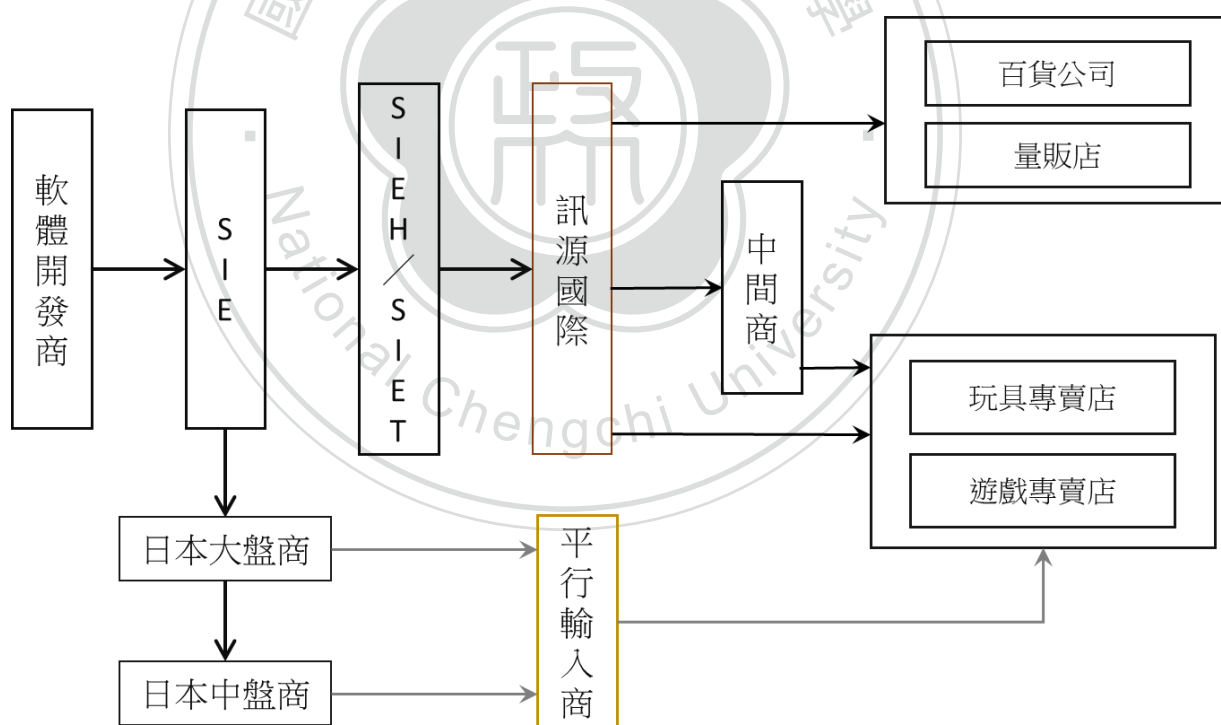 軟體開發商
SIE
SIEH/SIET
訊源國際
中間商
百貨公司
量販店
玩具專賣店
遊戲專賣店
日本大盤商
日本中盤商
平行輸入商
國
政
National Chengchi University